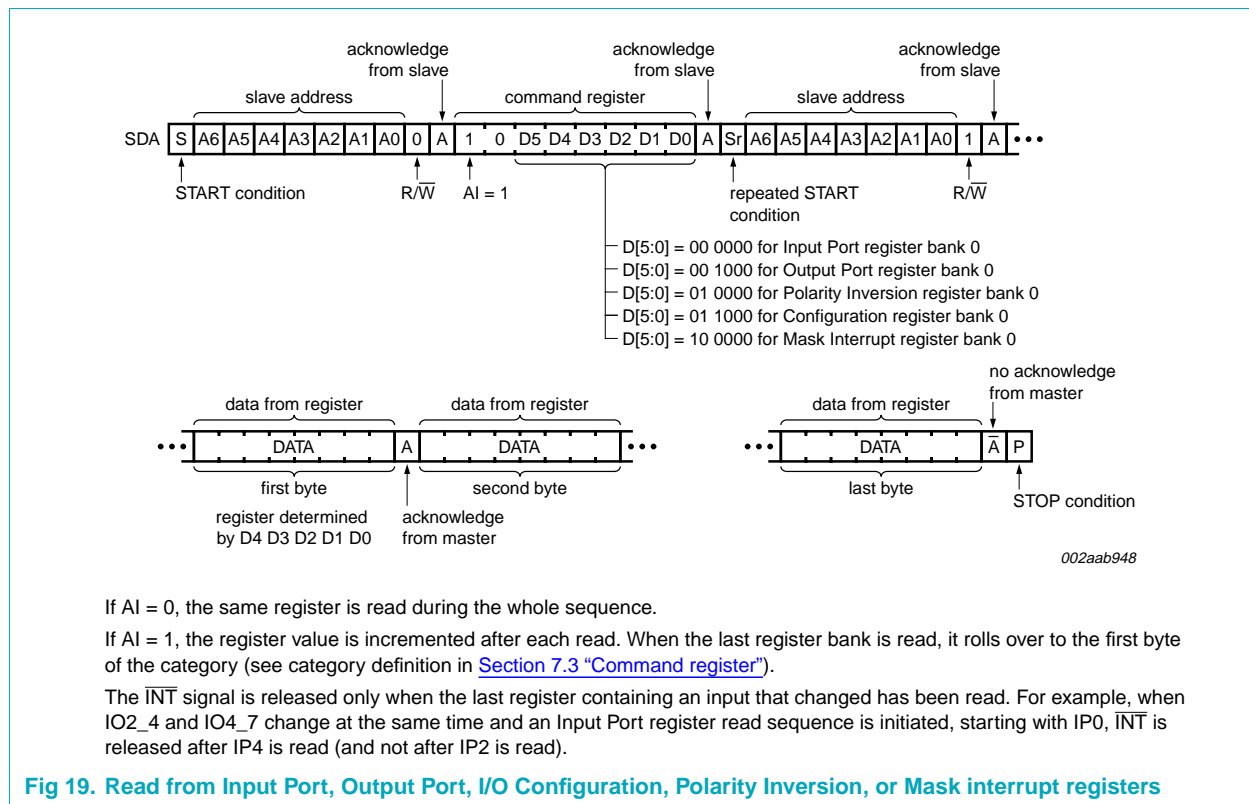 acknowledge from slave
acknowledge from slave
acknowledge from slave
slave address
command register
slave address
SDA S A6 A5 A4 A3 A2 A1 A0 0 A 1 0 D5 D4 D3 D2 D1 D0 A Sr A6 A5 A4 A3 A2 A1 A0 1 A •••
START condition
R/W̅
AI = 1
repeated START condition
R/W̅
D[5:0] = 00 0000 for Input Port register bank 0
D[5:0] = 00 1000 for Output Port register bank 0
D[5:0] = 01 0000 for Polarity Inversion register bank 0
D[5:0] = 01 1000 for Configuration register bank 0
D[5:0] = 10 0000 for Mask Interrupt register bank 0
no acknowledge from master
data from register
data from register
data from register
••• DATA A DATA ••• ••• DATA A̅ P
first byte
second byte
last byte
STOP condition
register determined by D4 D3 D2 D1 D0
acknowledge from master
002aab948
If AI = 0, the same register is read during the whole sequence.
If AI = 1, the register value is incremented after each read. When the last register bank is read, it rolls over to the first byte
of the category (see category definition in Section 7.3 “Command register”).
The I̅N̅T̅ signal is released only when the last register containing an input that changed has been read. For example, when
IO2_4 and IO4_7 change at the same time and an Input Port register read sequence is initiated, starting with IP0, I̅N̅T̅ is
released after IP4 is read (and not after IP2 is read).
Fig 19. Read from Input Port, Output Port, I/O Configuration, Polarity Inversion, or Mask interrupt registers